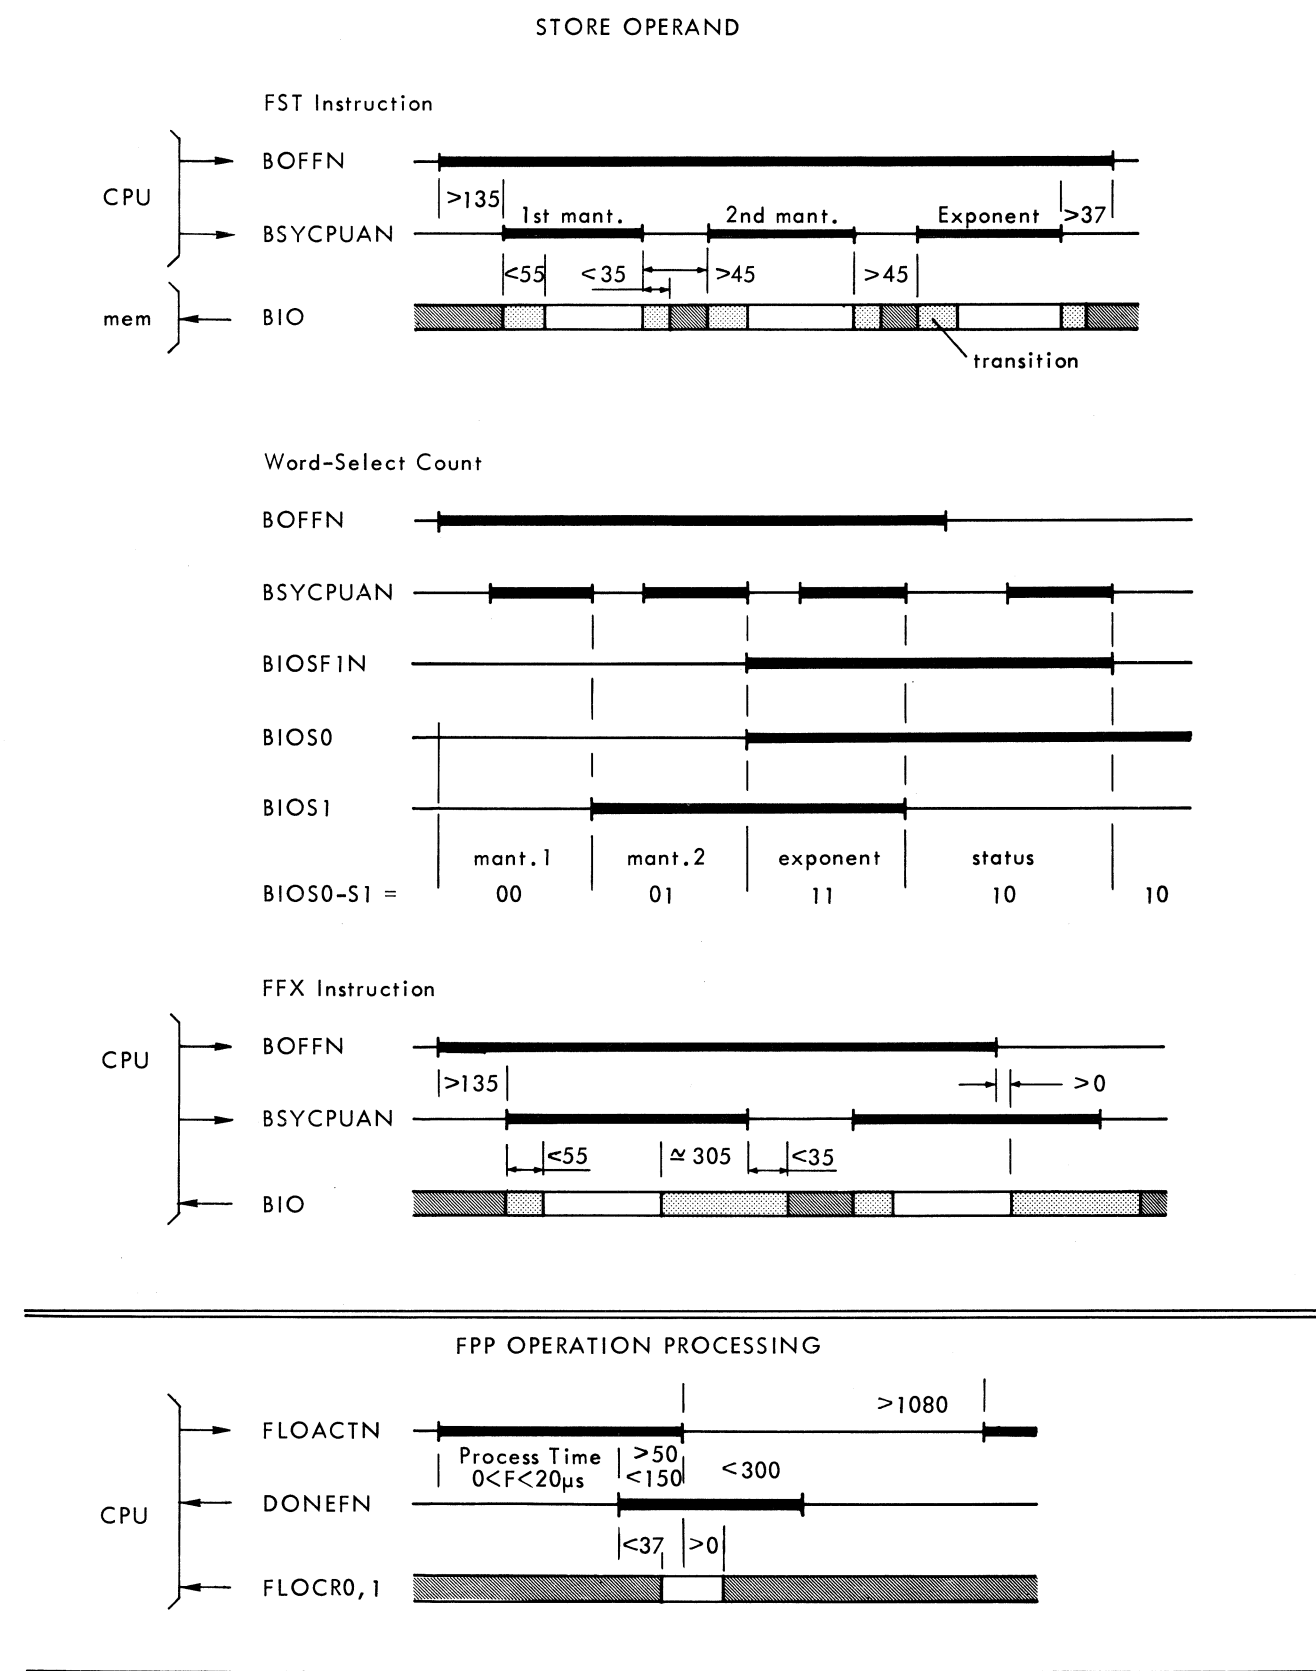 STORE OPERAND
FST Instruction
BOFFN
CPU
>135
1st mant.
2nd mant.
Exponent
>37
BSYCPUAN
<55
<35
>45
>45
mem
BIO
transition
Word-Select Count
BOFFN
BSYCPUAN
BIOSF1N
BIOS0
BIOS1
mant.1 mant.2 exponent status
BIOS0-S1 = 00 01 11 10 10
FFX Instruction
BOFFN
CPU
>135
>0
BSYCPUAN
<55
≃305
<35
BIO
FPP OPERATION PROCESSING
>1080
FLOACTN
Process Time
0<F<20µs
>50
<150
<300
DONEFN
CPU
<37
>0
FLOCR0,1